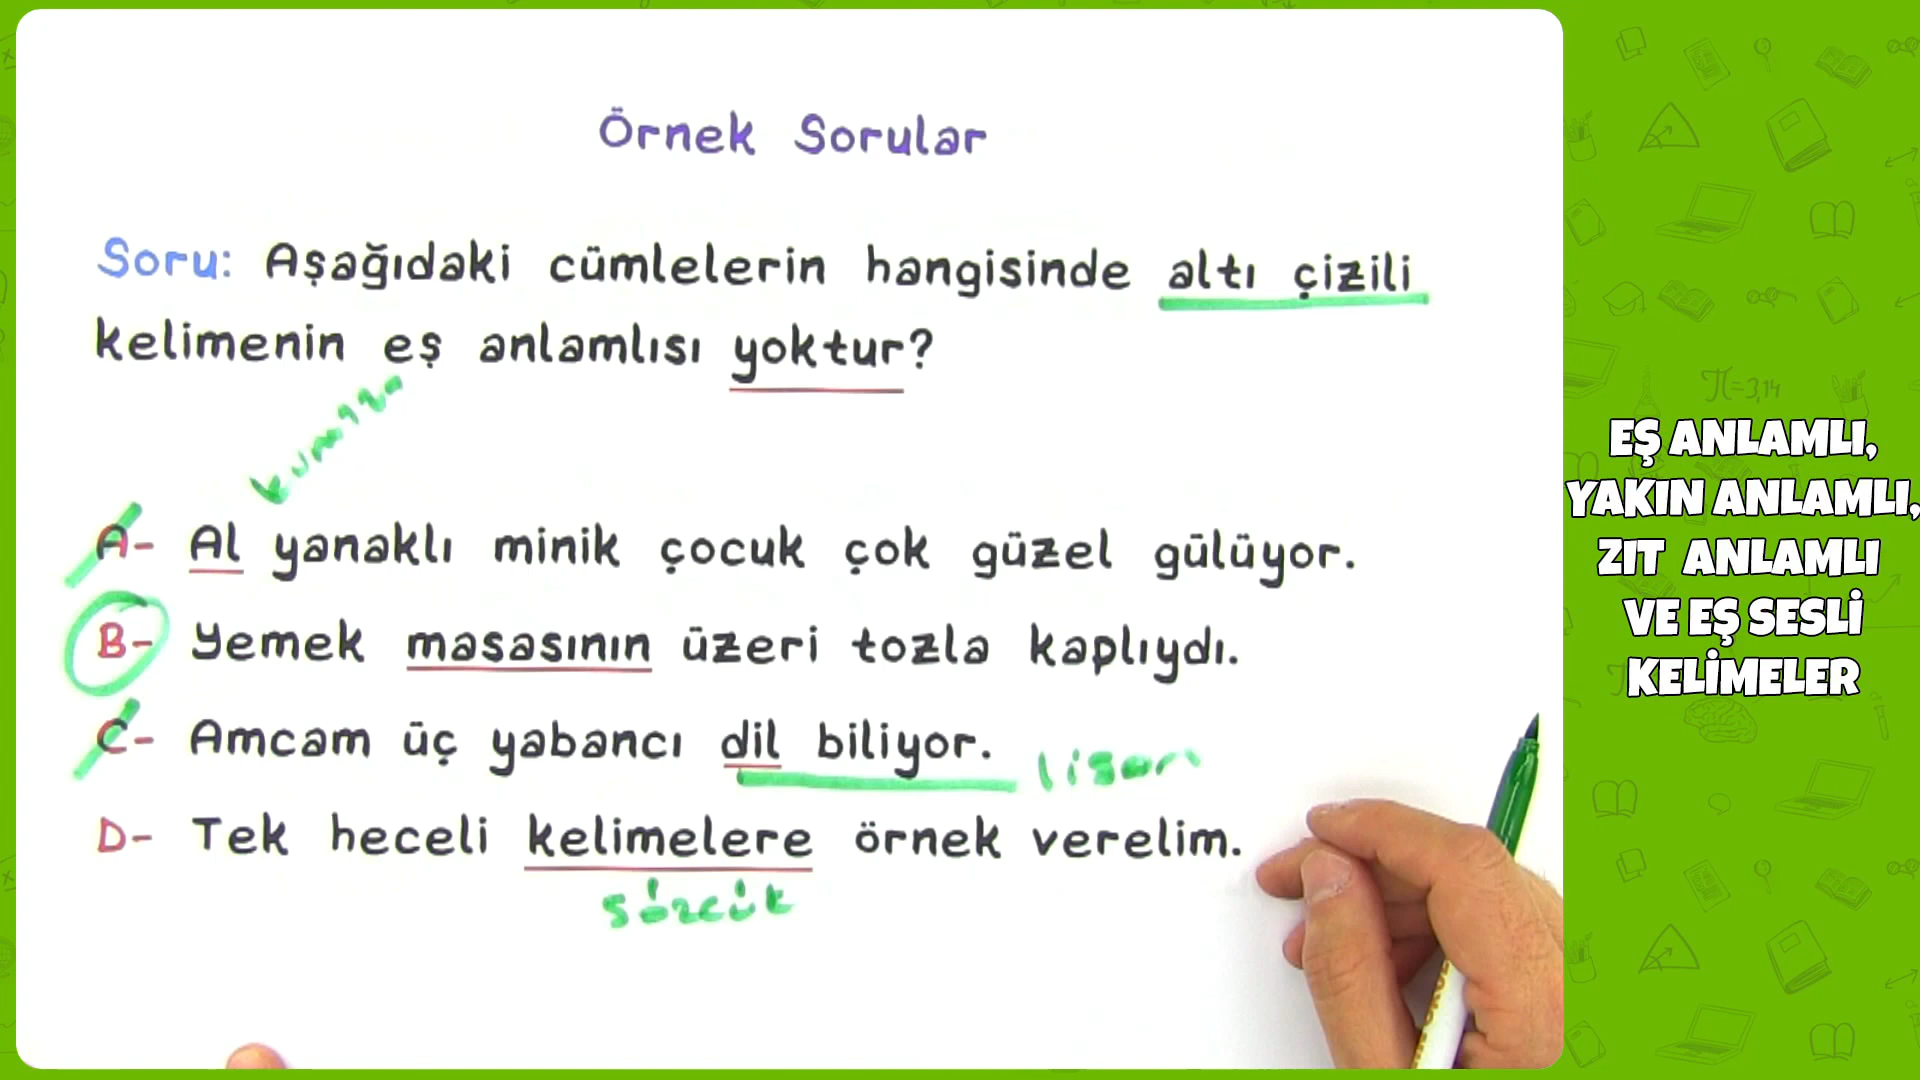 Örnek Sorular
Soru: Aşağıdaki cümlelerin hangisinde altı çizili
kelimenin eş anlamlısı yoktur?
kırmızı
A- Al yanaklı minik çocuk çok güzel gülüyor.
B- Yemek masasının üzeri tozla kaplıydı.
C- Amcam üç yabancı dil biliyor. lisan
D- Tek heceli kelimelere örnek verelim.
sözcük
π=3,14
EŞ ANLAMLI,
YAKIN ANLAMLI,
ZIT ANLAMLI
VE EŞ SESLİ
KELİMELER